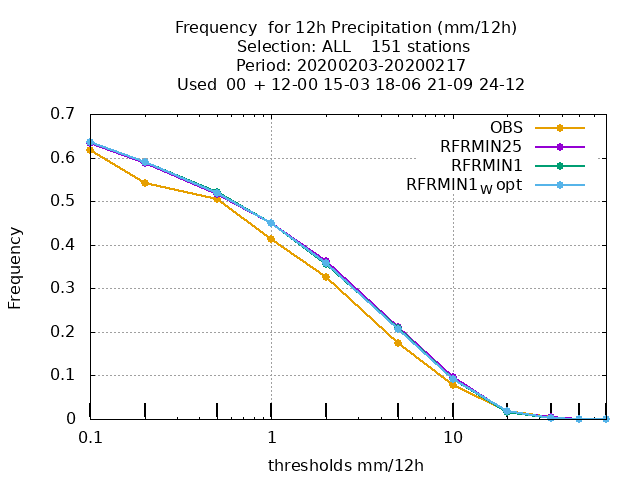 Frequency  for 12h Precipitation (mm/12h)
Selection: ALL    151 stations
Period: 20200203-20200217
Used  00 + 12-00 15-03 18-06 21-09 24-12
OBS
RFRMIN25
RFRMIN1
RFRMIN1w opt
0.7
0.6
0.5
0.4
0.3
0.2
0.1
0
Frequency
0.1 1 10
thresholds mm/12h